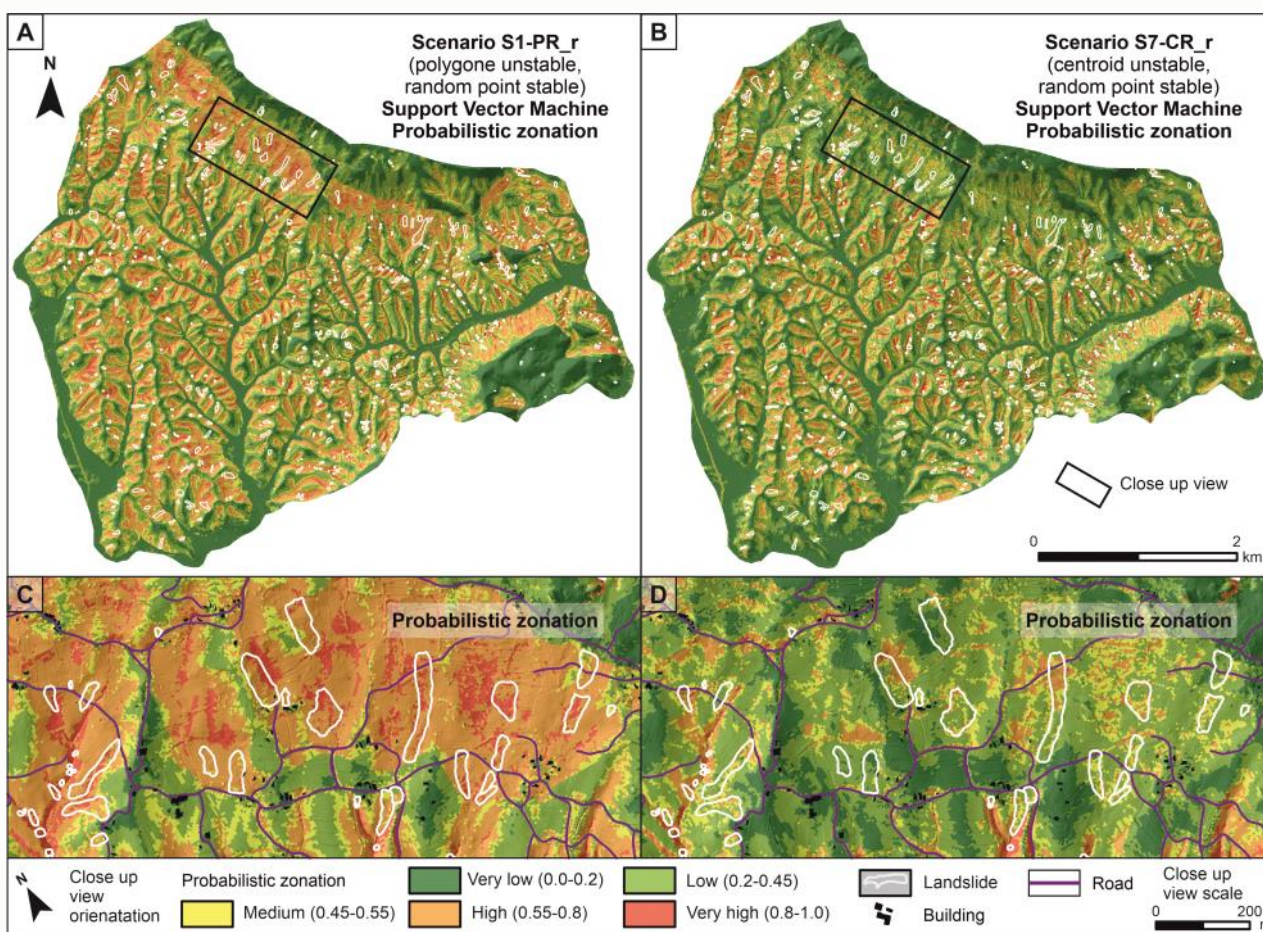 A
N
Scenario S1-PR_r
(polygone unstable,
random point stable)
Support Vector Machine
Probabilistic zonation
B
Scenario S7-CR_r
(centroid unstable,
random point stable)
Support Vector Machine
Probabilistic zonation
Close up view
0 2
km
C
Probabilistic zonation
D
Probabilistic zonation
N
Close up
view
orienatation
Probabilistic zonation
Very low (0.0-0.2)
Low (0.2-0.45)
Medium (0.45-0.55)
High (0.55-0.8)
Very high (0.8-1.0)
Landslide
Building
Road
Close up
view scale
0 200
m